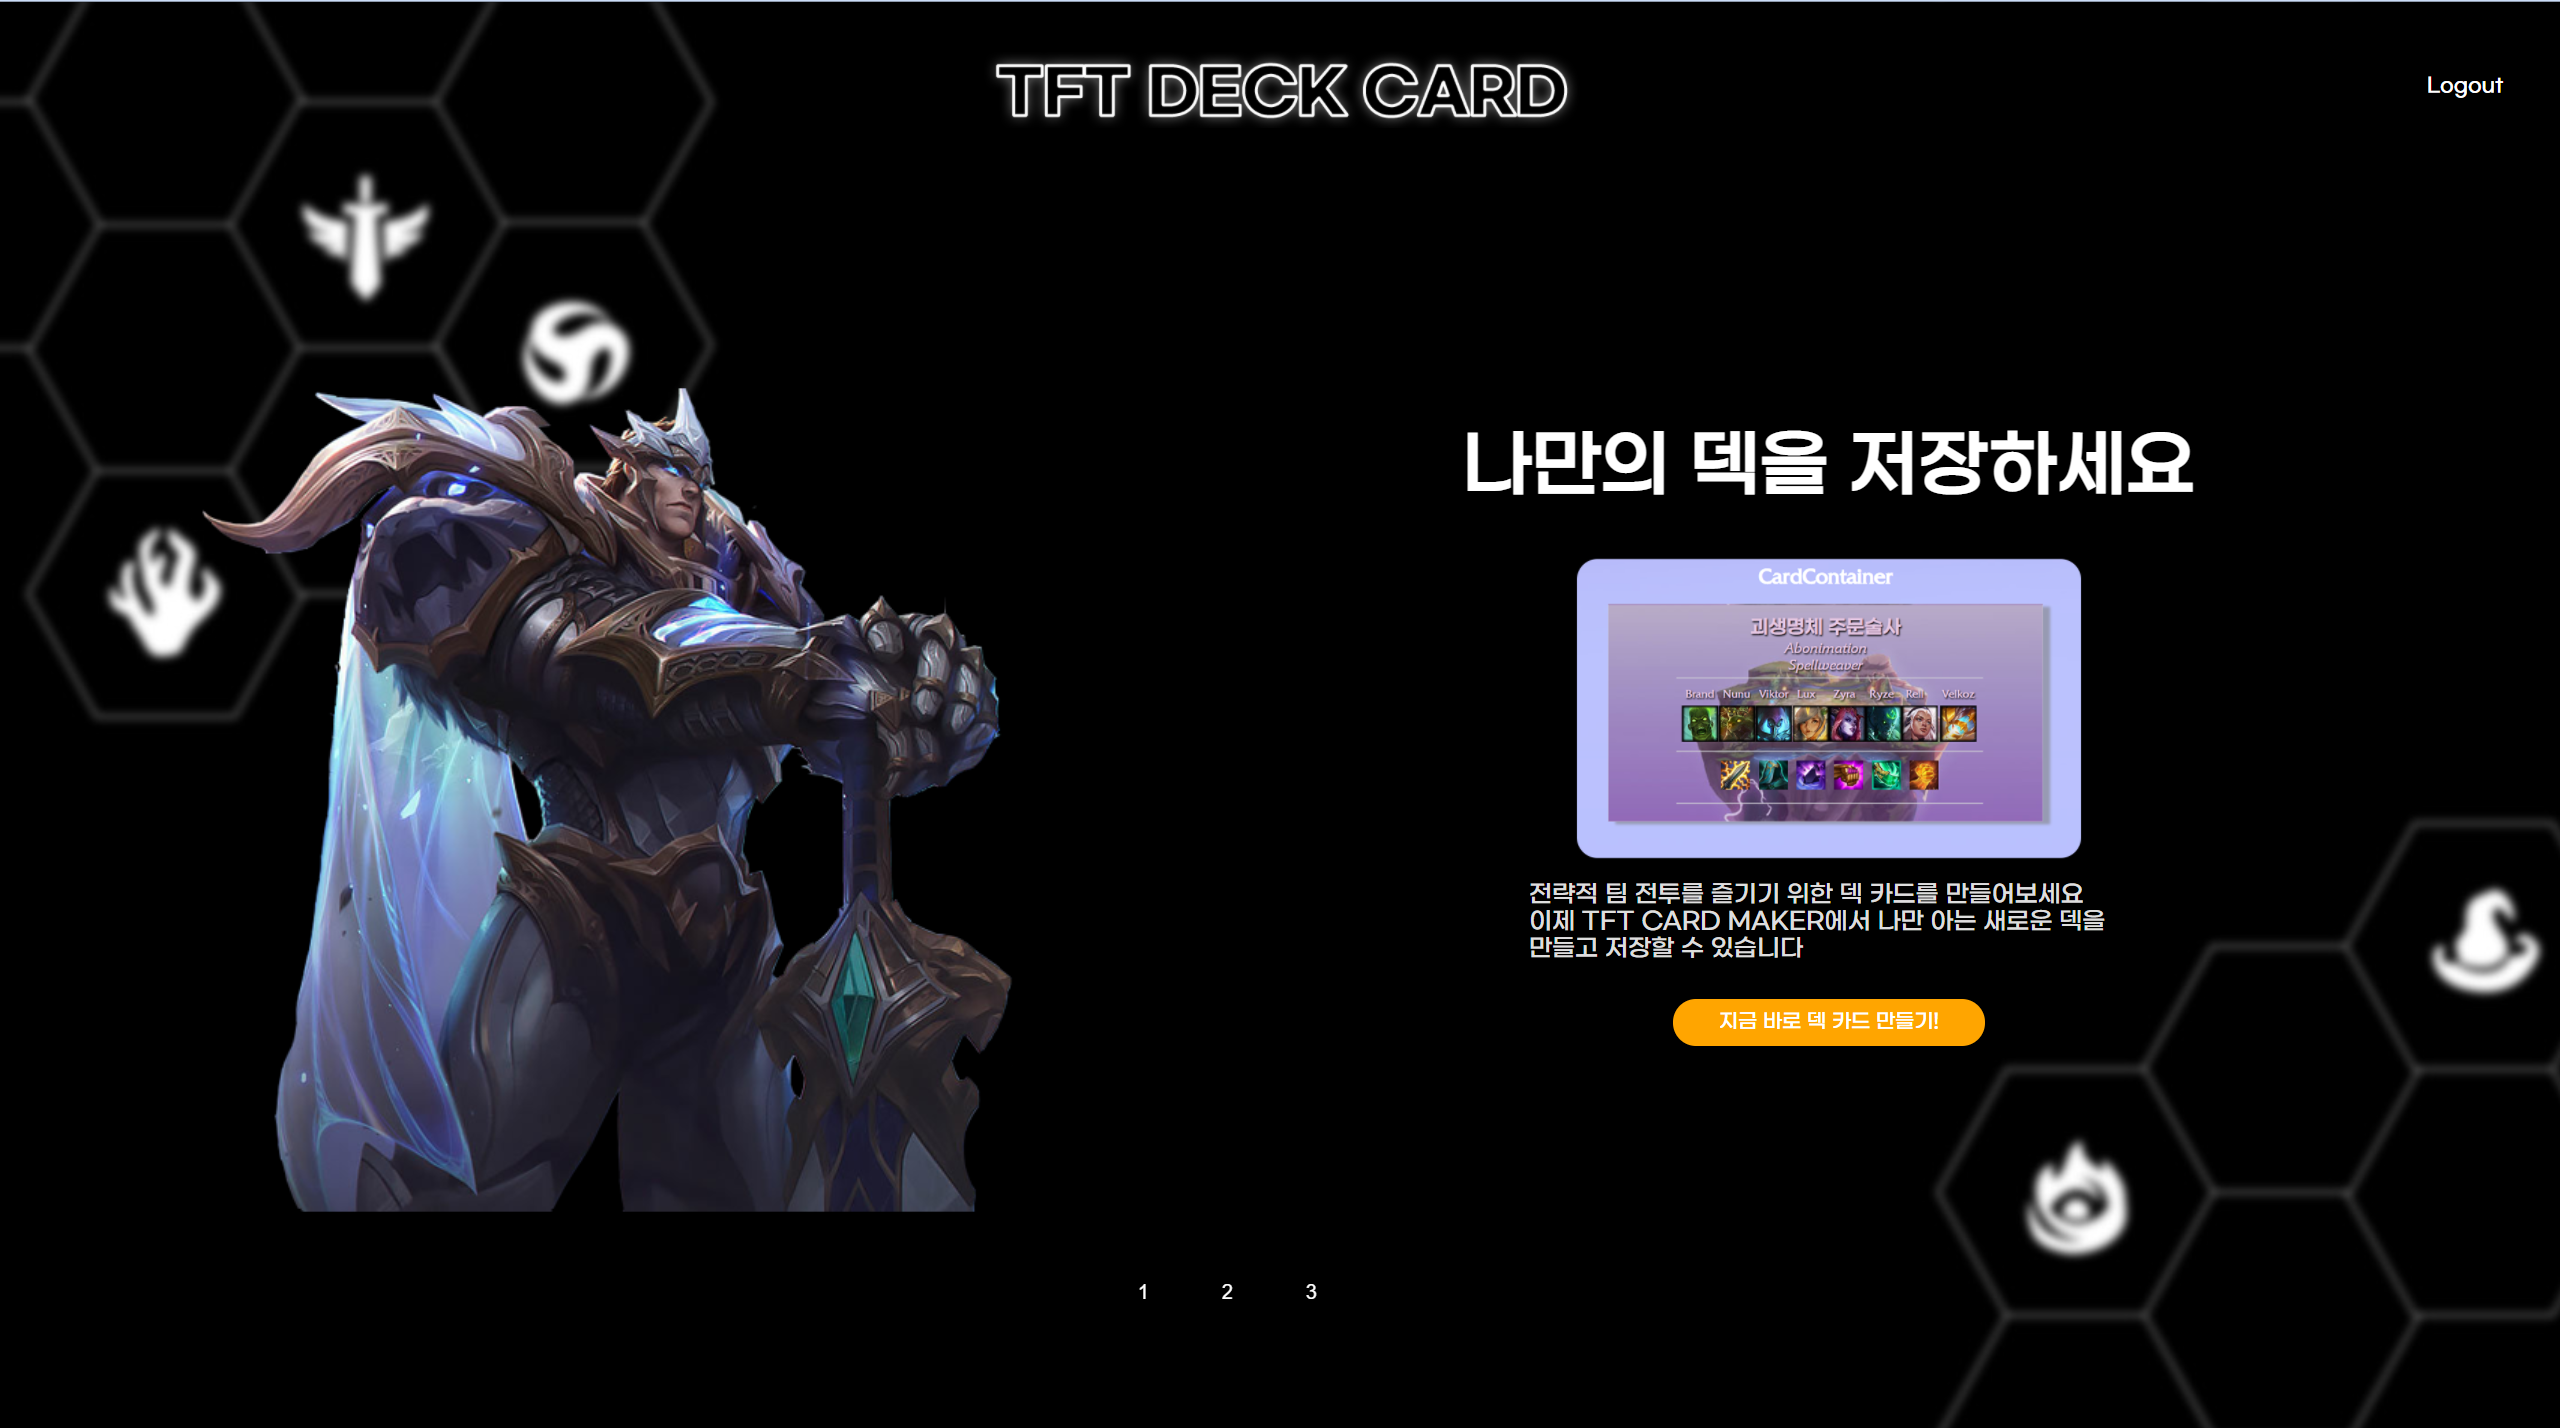 TFT DECK CARD
Logout
나만의 덱을 저장하세요
CardContainer
괴생명체 주문술사
Abonimation
Spellweaver
Brand Nunu Viktor Lux Zyra Ryze Rell Velkoz
전략적 팀 전투를 즐기기 위한 덱 카드를 만들어보세요
이제 TFT CARD MAKER에서 나만 아는 새로운 덱을
만들고 저장할 수 있습니다
지금 바로 덱 카드 만들기!
1 2 3